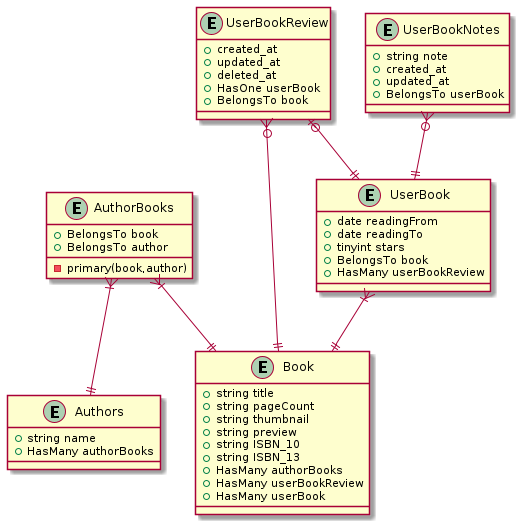 E UserBookReview
created_at
updated_at
deleted_at
HasOne userBook
BelongsTo book
E UserBookNotes
string note
created_at
updated_at
BelongsTo userBook
E AuthorBooks
BelongsTo book
BelongsTo author
primary(book,author)
E UserBook
date readingFrom
date readingTo
tinyint stars
BelongsTo book
HasMany userBookReview
E Authors
string name
HasMany authorBooks
E Book
string title
string pageCount
string thumbnail
string preview
string ISBN_10
string ISBN_13
HasMany authorBooks
HasMany userBookReview
HasMany userBook